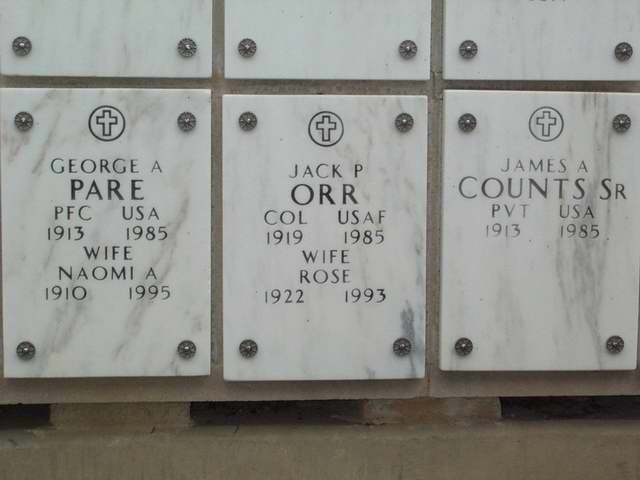 GEORGE A
PARE
PFC USA
1913 1985
WIFE
NAOMI A
1910 1995
JACK P
ORR
COL USAF
1919 1985
WIFE
ROSE
1922 1993
JAMES A
COUNTS SR
PVT USA
1913 1985